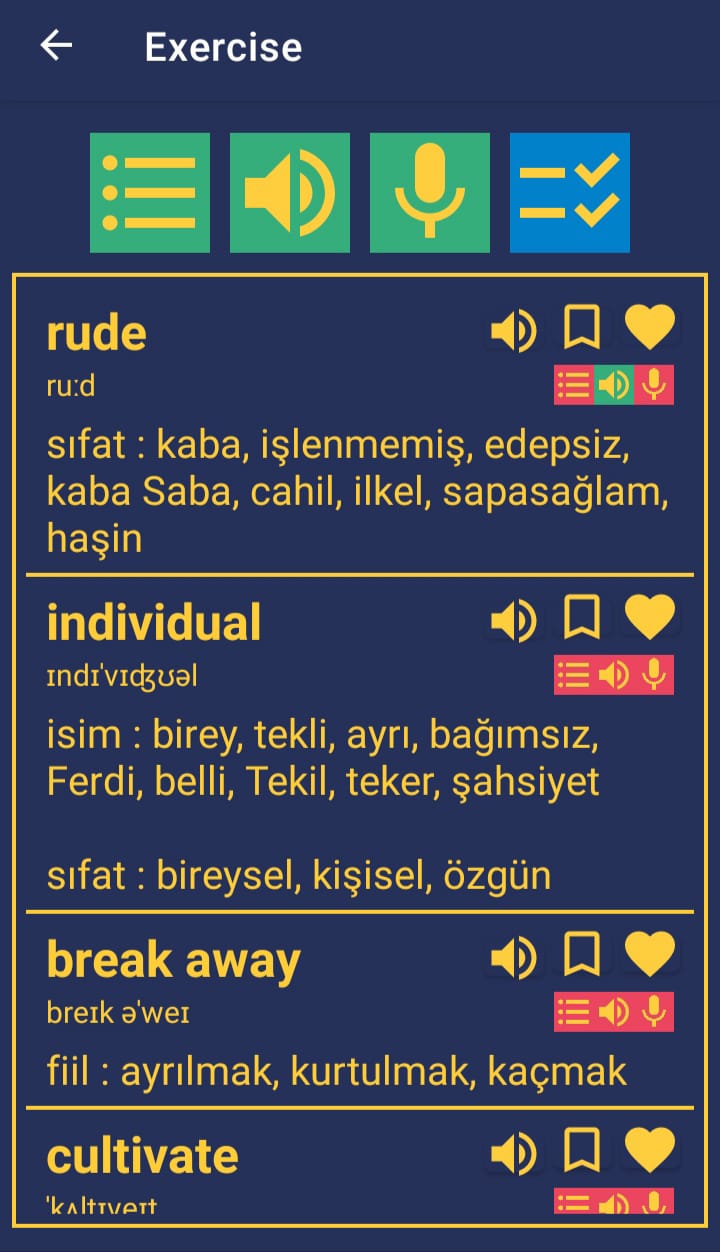 Exercise
rude
ru:d
sıfat : kaba, işlenmemiş, edepsiz,
kaba Saba, cahil, ilkel, sapasağlam,
haşin
individual
ɪndɪˈvɪʤʊəl
isim : birey, tekli, ayrı, bağımsız,
Ferdi, belli, Tekil, teker, şahsiyet
sıfat : bireysel, kişisel, özgün
break away
breɪk əˈweɪ
fiil : ayrılmak, kurtulmak, kaçmak
cultivate
ˈkʌltɪveɪt